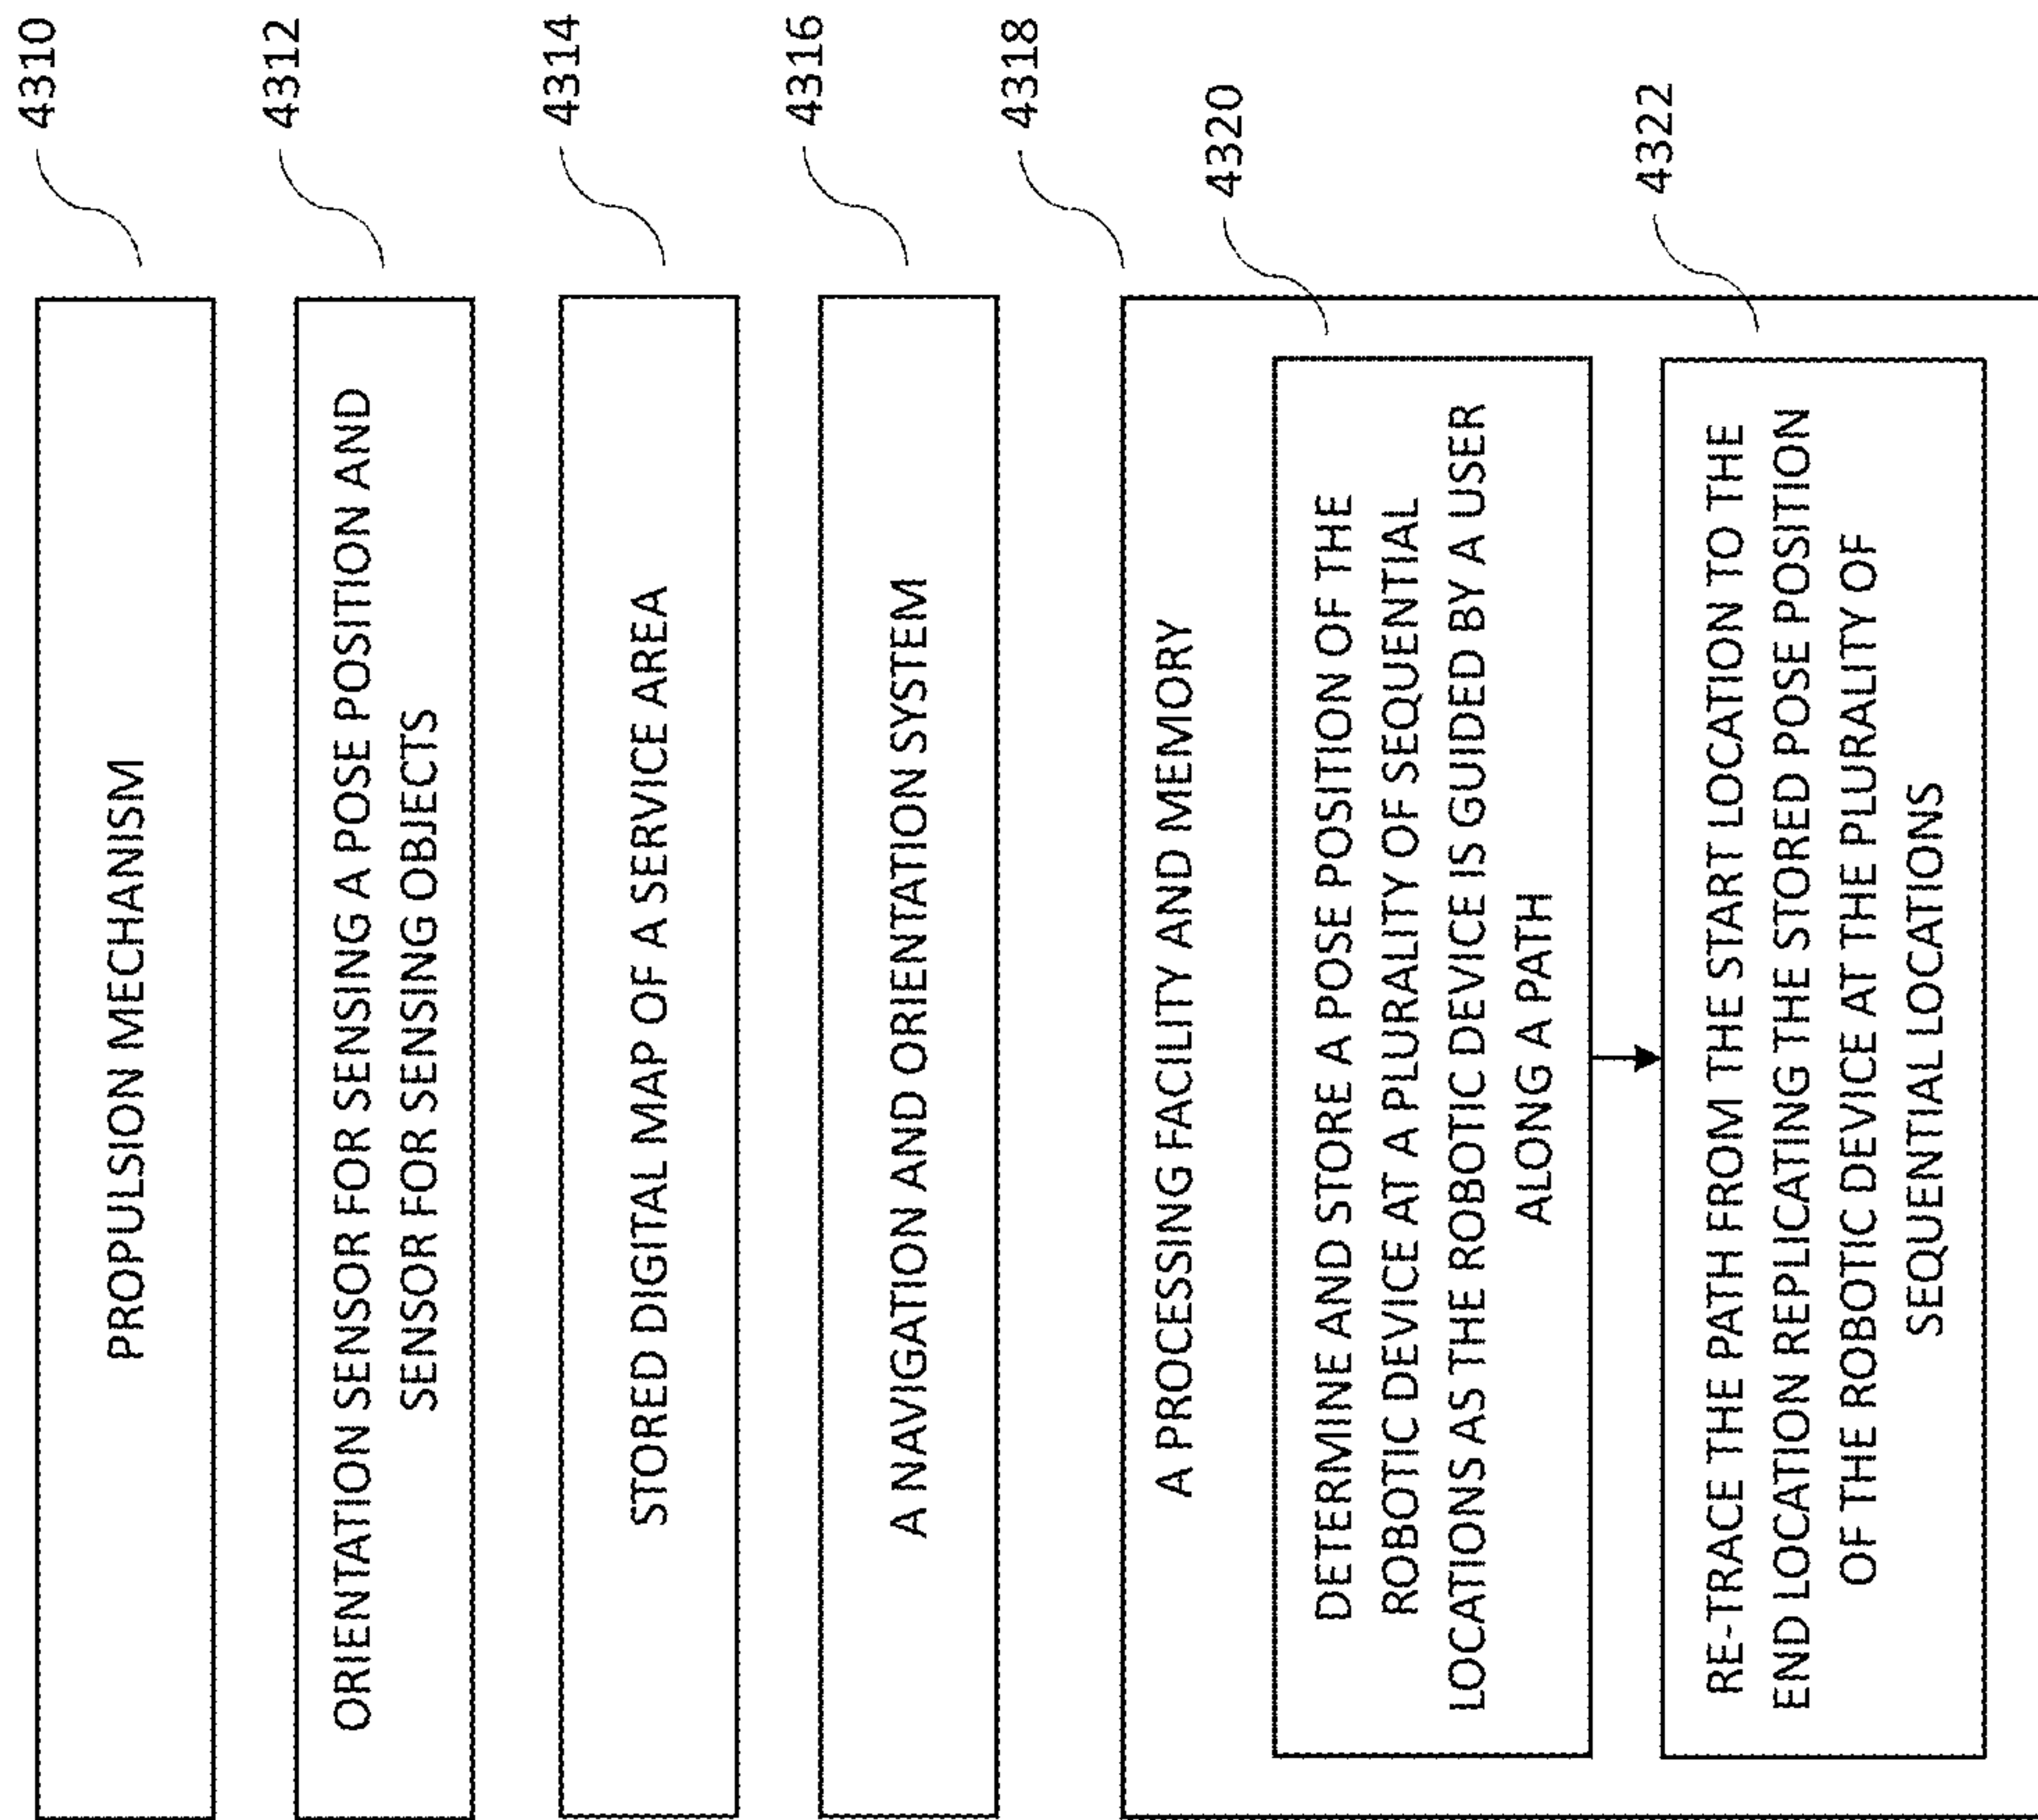 4310
PROPULSION MECHANISM
4312
ORIENTATION SENSOR FOR SENSING A POSE POSITION AND
SENSOR FOR SENSING OBJECTS
4314
STORED DIGITAL MAP OF A SERVICE AREA
4316
A NAVIGATION AND ORIENTATION SYSTEM
4318
A PROCESSING FACILITY AND MEMORY
4320
DETERMINE AND STORE A POSE POSITION OF THE
ROBOTIC DEVICE AT A PLURALITY OF SEQUENTIAL
LOCATIONS AS THE ROBOTIC DEVICE IS GUIDED BY A USER
ALONG A PATH
4322
RE-TRACE THE PATH FROM THE START LOCATION TO THE
END LOCATION REPLICATING THE STORED POSE POSITION
OF THE ROBOTIC DEVICE AT THE PLURALITY OF
SEQUENTIAL LOCATIONS